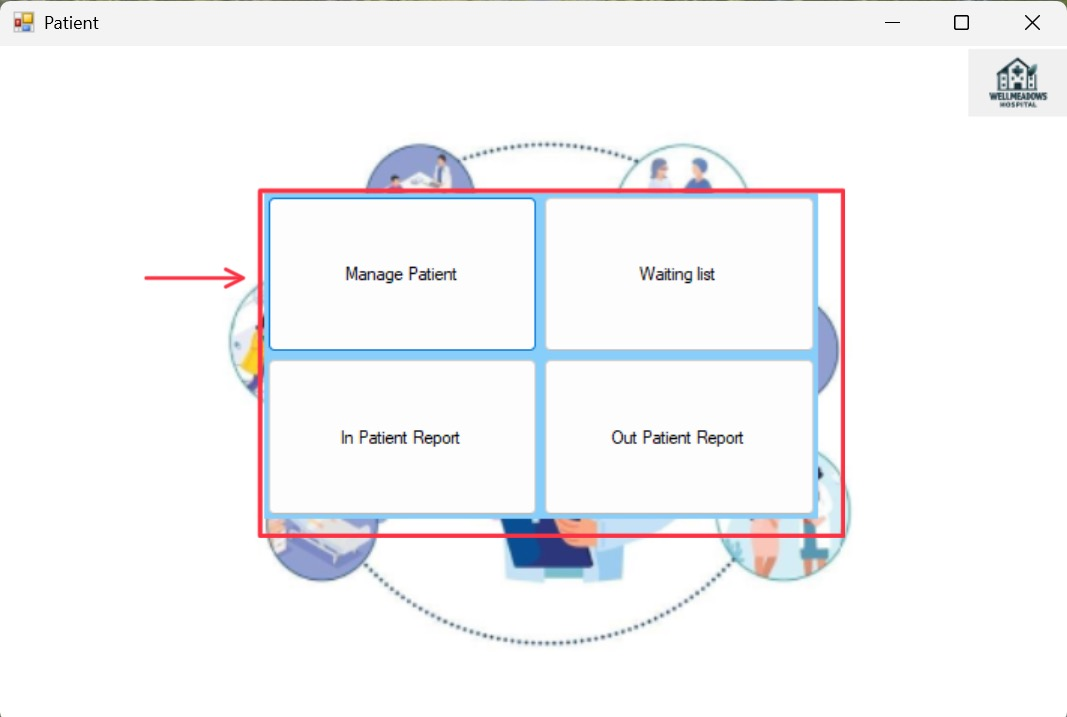 Patient
WELLMEADOWS
HOSPITAL
Manage Patient
Waiting list
In Patient Report
Out Patient Report